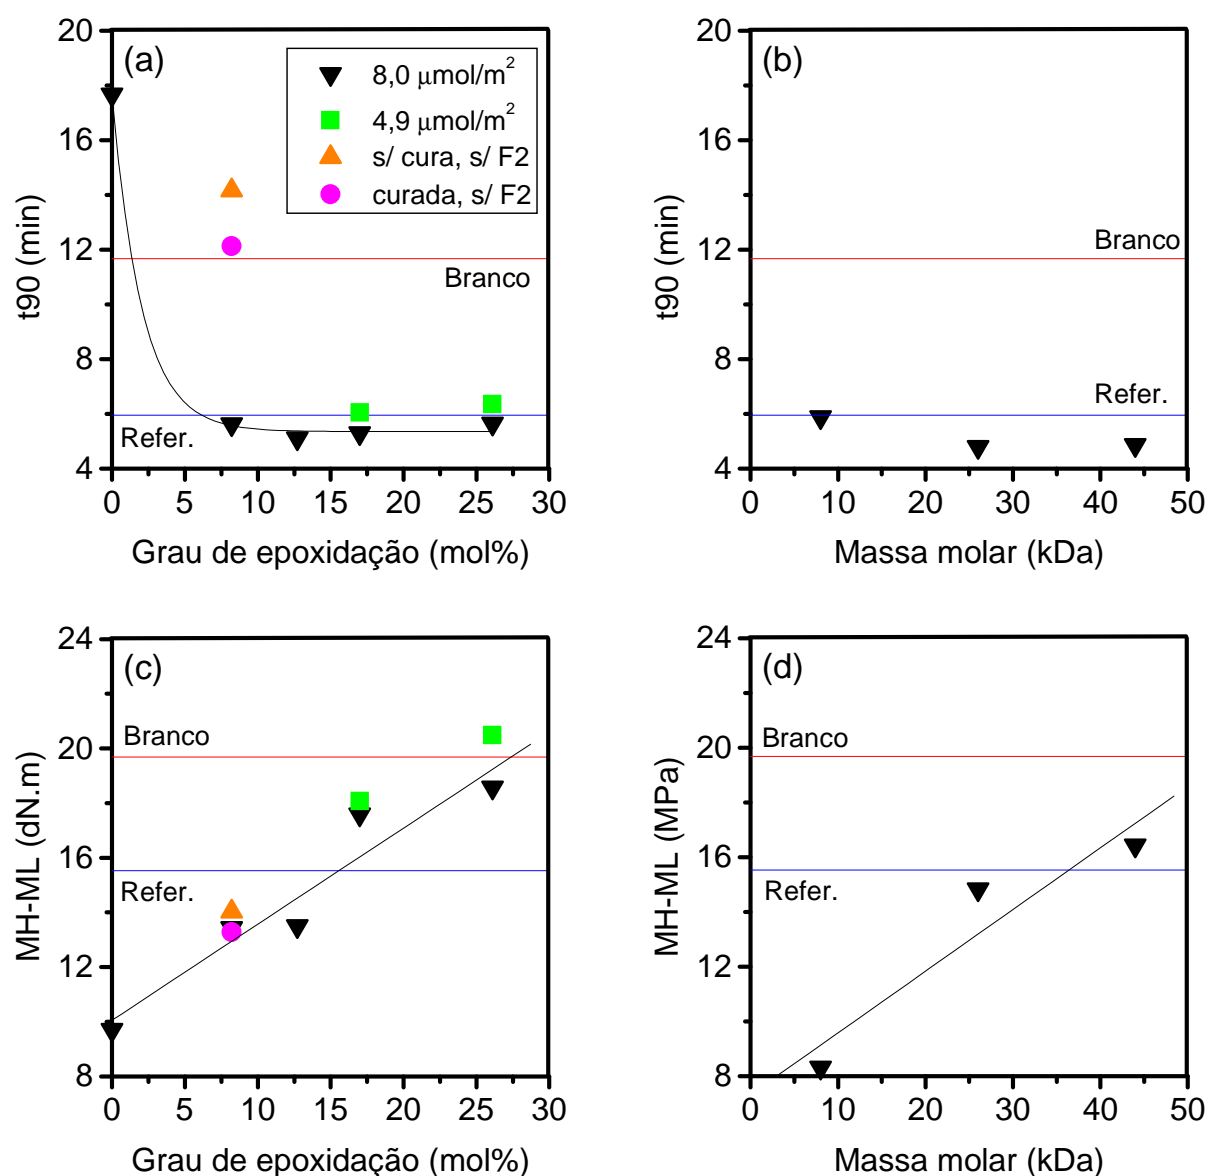 (a)
20
16
12
8
4
t90 (min)
8,0 μmol/m²
4,9 μmol/m²
s/ cura, s/ F2
curada, s/ F2
Branco
Refer.
0 5 10 15 20 25 30
Grau de epoxidação (mol%)
(b)
20
16
12
8
4
t90 (min)
Branco
Refer.
0 10 20 30 40 50
Massa molar (kDa)
(c)
24
20
16
12
8
MH-ML (dN.m)
Branco
Refer.
0 5 10 15 20 25 30
Grau de epoxidação (mol%)
(d)
24
20
16
12
8
MH-ML (MPa)
Branco
Refer.
0 10 20 30 40 50
Massa molar (kDa)